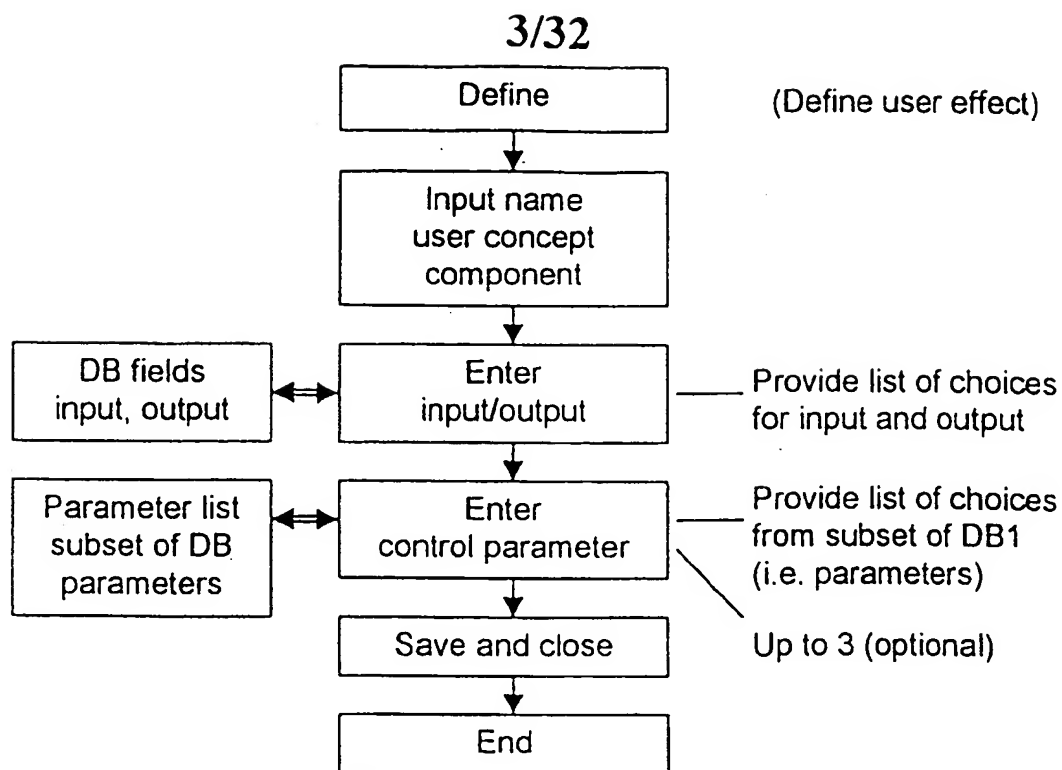 3/32
Define
(Define user effect)
Input name
user concept
component
DB fields
input, output
Enter
input/output
Provide list of choices
for input and output
Parameter list
subset of DB
parameters
Enter
control parameter
Provide list of choices
from subset of DB1
(i.e. parameters)
Up to 3 (optional)
Save and close
End